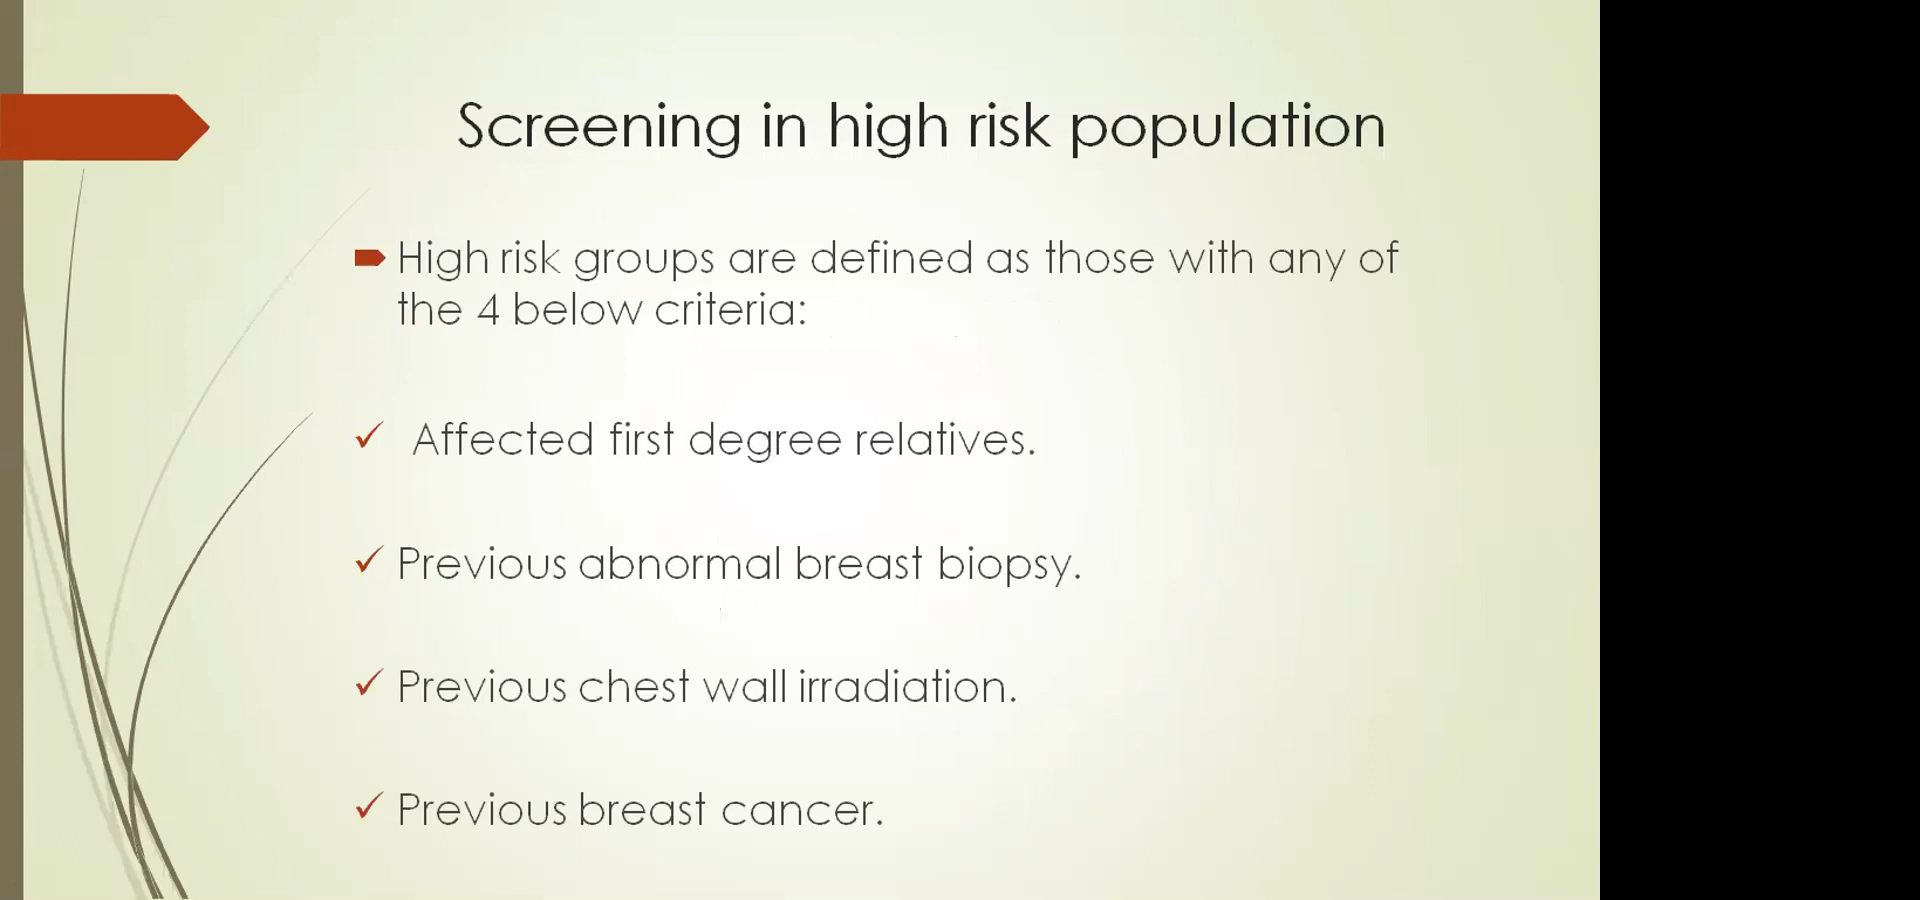 Screening in high risk population
High risk groups are defined as those with any of
the 4 below criteria:
Affected first degree relatives.
Previous abnormal breast biopsy.
Previous chest wall irradiation.
Previous breast cancer.